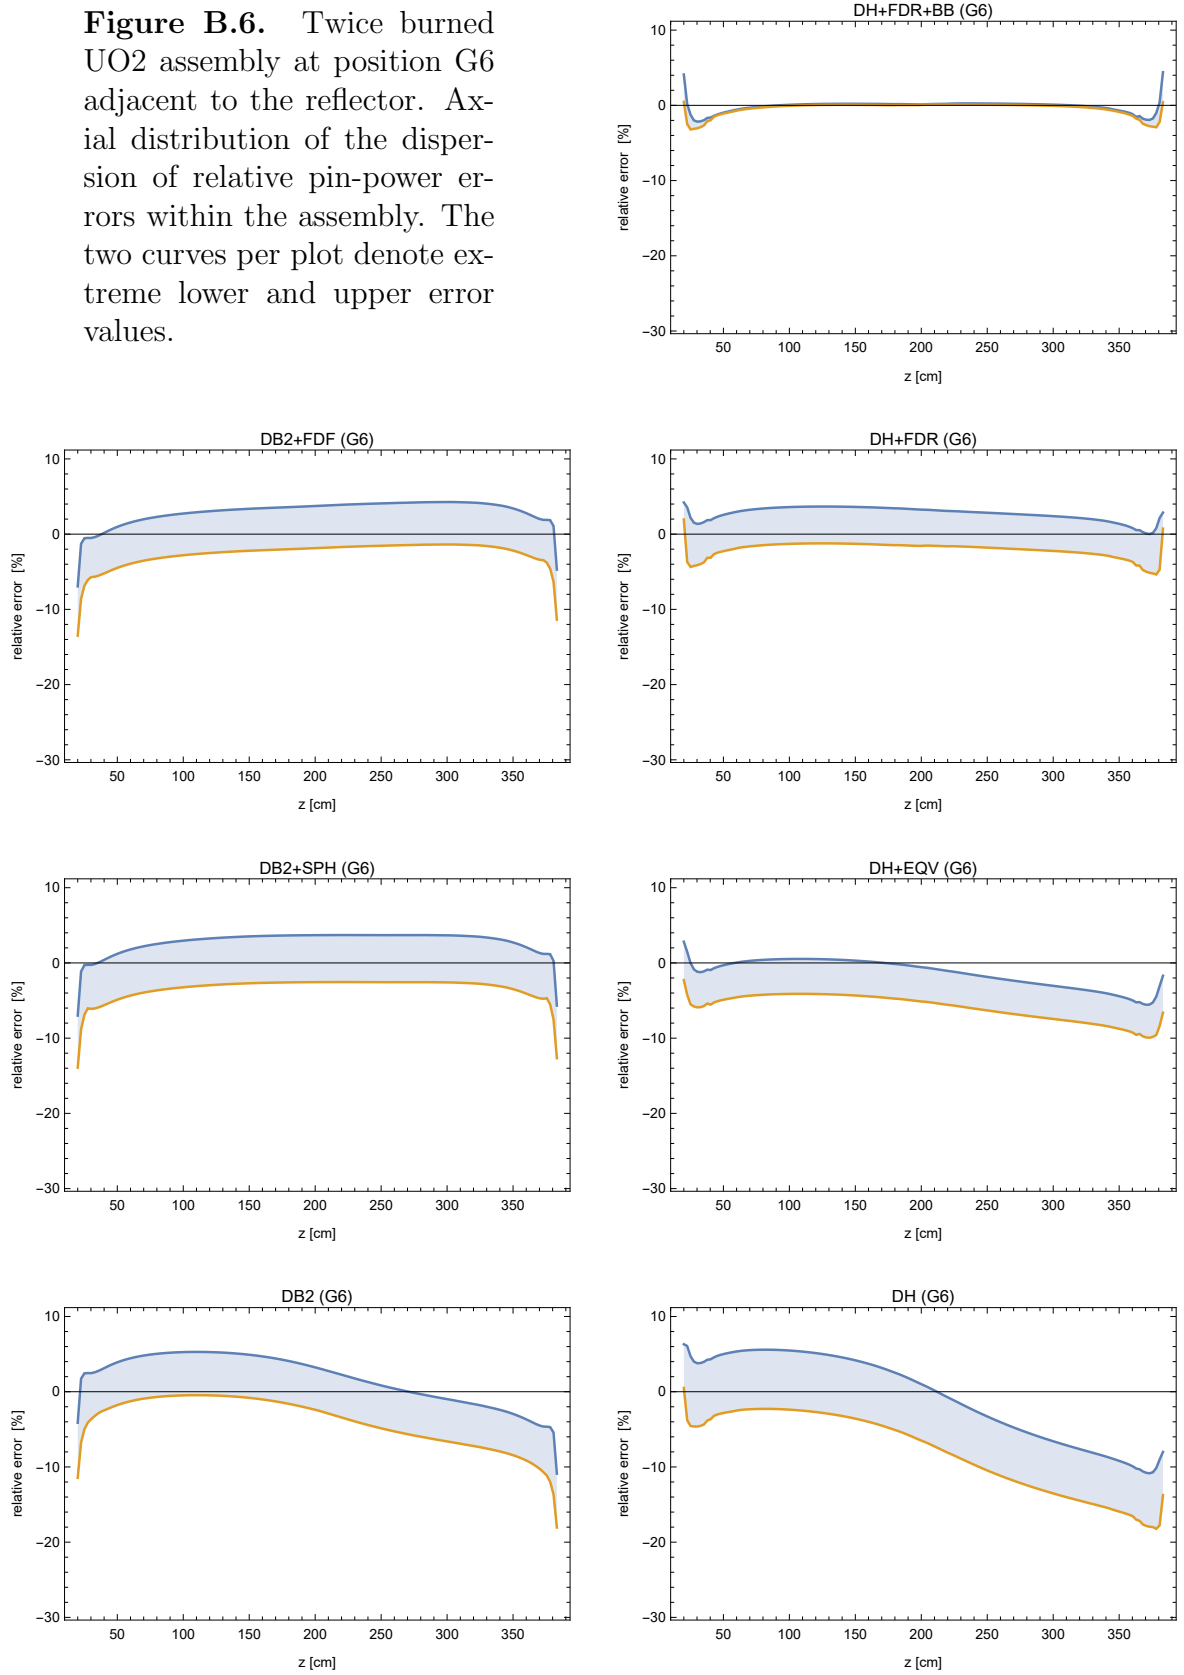 Figure B.6. Twice burned
UO2 assembly at position G6
adjacent to the reflector. Ax-
ial distribution of the disper-
sion of relative pin-power er-
rors within the assembly. The
two curves per plot denote ex-
treme lower and upper error
values.
DH+FDR+BB (G6)
relative error [%]
10
0
−10
−20
−30
50 100 150 200 250 300 350
z [cm]
DB2+FDF (G6)
relative error [%]
10
0
−10
−20
−30
50 100 150 200 250 300 350
z [cm]
DH+FDR (G6)
relative error [%]
10
0
−10
−20
−30
50 100 150 200 250 300 350
z [cm]
DB2+SPH (G6)
relative error [%]
10
0
−10
−20
−30
50 100 150 200 250 300 350
z [cm]
DH+EQV (G6)
relative error [%]
10
0
−10
−20
−30
50 100 150 200 250 300 350
z [cm]
DB2 (G6)
relative error [%]
10
0
−10
−20
−30
50 100 150 200 250 300 350
z [cm]
DH (G6)
relative error [%]
10
0
−10
−20
−30
50 100 150 200 250 300 350
z [cm]